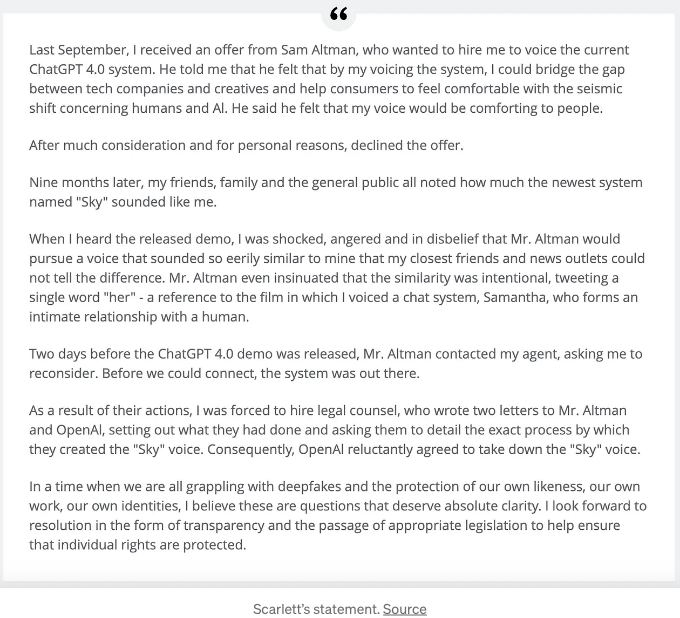 “
Last September, I received an offer from Sam Altman, who wanted to hire me to voice the current
ChatGPT 4.0 system. He told me that he felt that by my voicing the system, I could bridge the gap
between tech companies and creatives and help consumers to feel comfortable with the seismic
shift concerning humans and AI. He said he felt that my voice would be comforting to people.
After much consideration and for personal reasons, declined the offer.
Nine months later, my friends, family and the general public all noted how much the newest system
named "Sky" sounded like me.
When I heard the released demo, I was shocked, angered and in disbelief that Mr. Altman would
pursue a voice that sounded so eerily similar to mine that my closest friends and news outlets could
not tell the difference. Mr. Altman even insinuated that the similarity was intentional, tweeting a
single word "her" - a reference to the film in which I voiced a chat system, Samantha, who forms an
intimate relationship with a human.
Two days before the ChatGPT 4.0 demo was released, Mr. Altman contacted my agent, asking me to
reconsider. Before we could connect, the system was out there.
As a result of their actions, I was forced to hire legal counsel, who wrote two letters to Mr. Altman
and OpenAI, setting out what they had done and asking them to detail the exact process by which
they created the "Sky" voice. Consequently, OpenAI reluctantly agreed to take down the "Sky" voice.
In a time when we are all grappling with deepfakes and the protection of our own likeness, our own
work, our own identities, I believe these are questions that deserve absolute clarity. I look forward to
resolution in the form of transparency and the passage of appropriate legislation to help ensure
that individual rights are protected.
Scarlett’s statement. Source